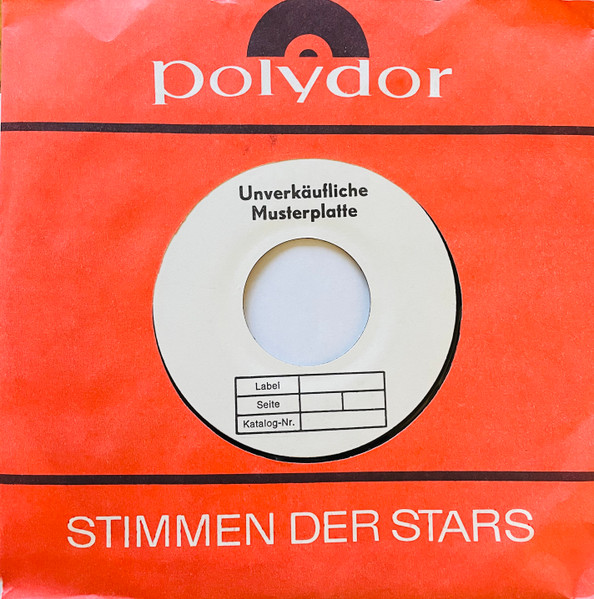 polydor
Unverkäufliche
Musterplatte
Label
Seite
Katalog-Nr.
STIMMEN DER STARS